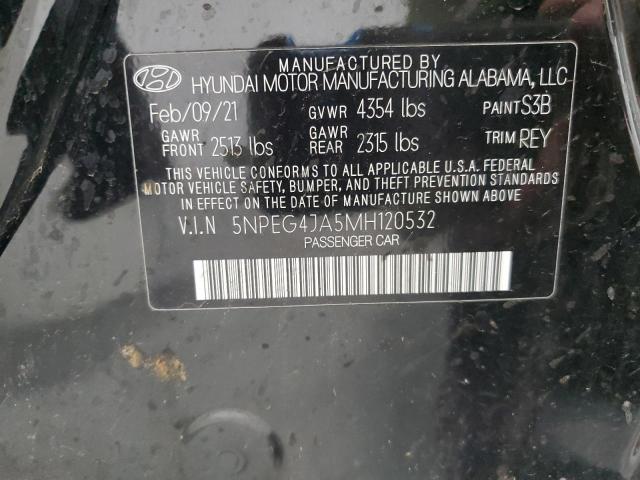 MANUFACTURED BY
HYUNDAI MOTOR MANUFACTURING ALABAMA, LLC
Feb/09/21 GVWR 4354 lbs PAINT S3B
GAWR FRONT 2513 lbs GAWR REAR 2315 lbs TRIM REY
THIS VEHICLE CONFORMS TO ALL APPLICABLE U.S.A. FEDERAL
MOTOR VEHICLE SAFETY, BUMPER, AND THEFT PREVENTION
STANDARDS IN EFFECT ON THE DATE OF MANUFACTURE SHOWN ABOVE.
V.I.N 5NPEG4JA5MH120532
PASSENGER CAR